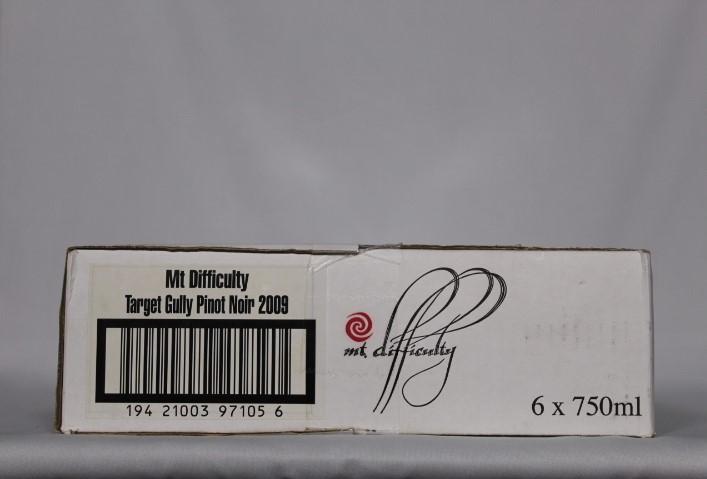 Mt Difficulty
Target Gully Pinot Noir 2009
194 21003 97105 6
mt. difficulty
6 x 750ml